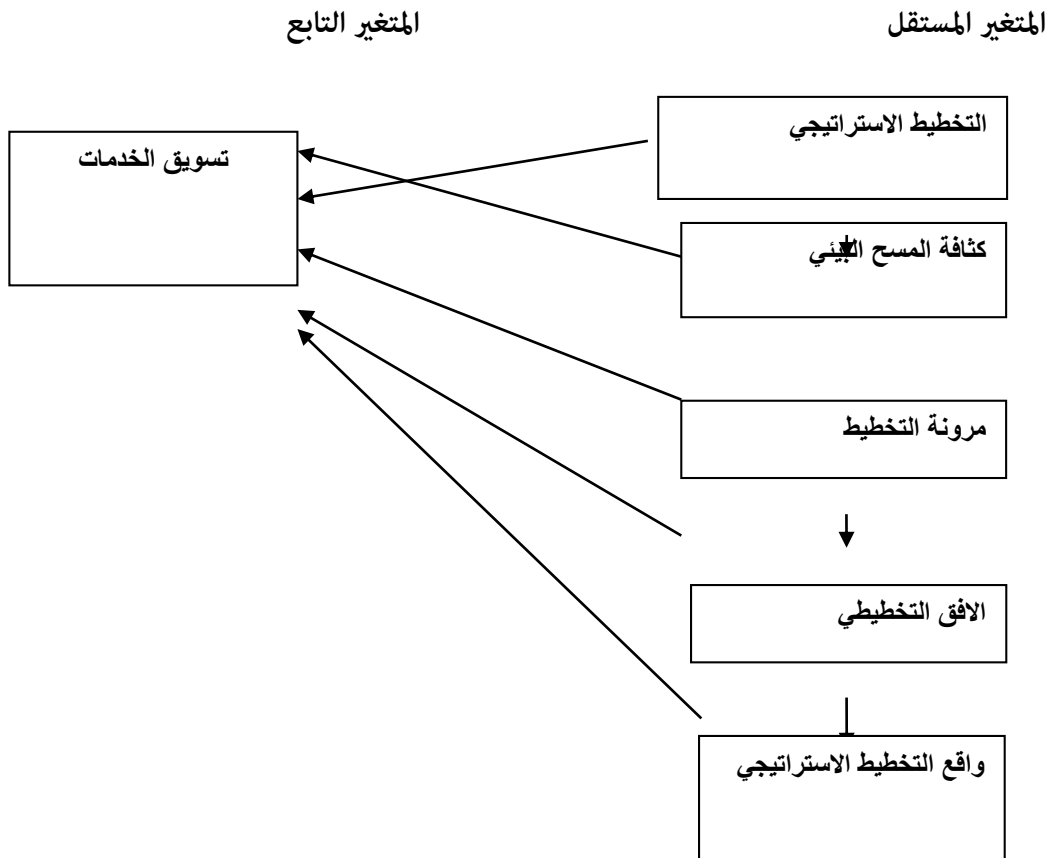 المتغير المستقل
المتغير التابع
التخطيط الاستراتيجي
تسويق الخدمات
كثافة المسح البيئي
مرونة التخطيط
الافق التخطيطي
واقع التخطيط الاستراتيجي